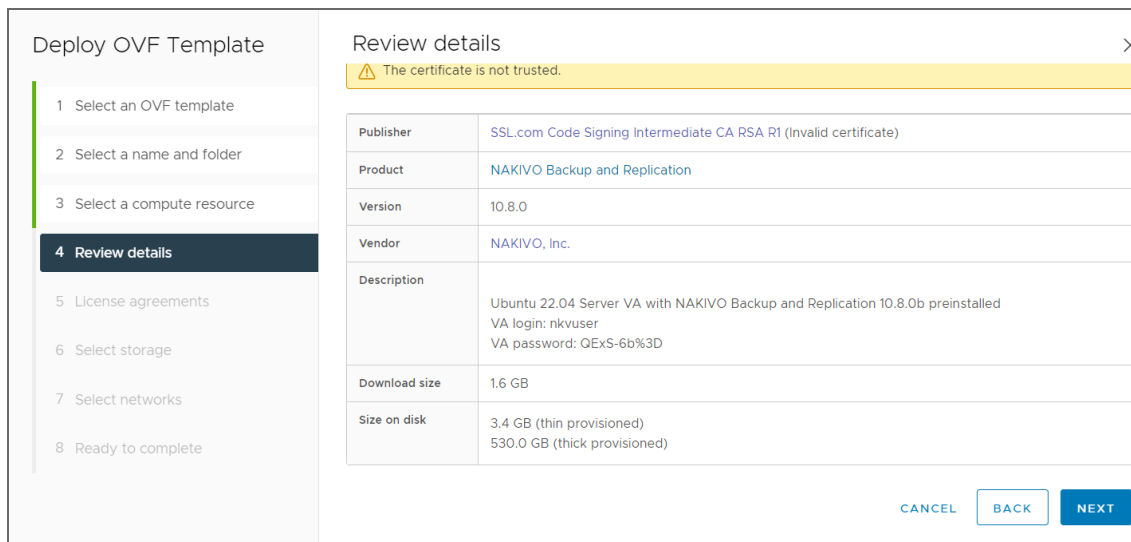 Deploy OVF Template
1 Select an OVF template
2 Select a name and folder
3 Select a compute resource
4 Review details
5 License agreements
6 Select storage
7 Select networks
8 Ready to complete
Review details
The certificate is not trusted.
Publisher SSL.com Code Signing Intermediate CA RSA R1 (Invalid certificate)
Product NAKIVO Backup and Replication
Version 10.8.0
Vendor NAKIVO, Inc.
Description
Ubuntu 22.04 Server VA with NAKIVO Backup and Replication 10.8.0b preinstalled
VA login: nkvuser
VA password: QExS-6b%3D
Download size 1.6 GB
Size on disk 3.4 GB (thin provisioned)
530.0 GB (thick provisioned)
CANCEL BACK NEXT